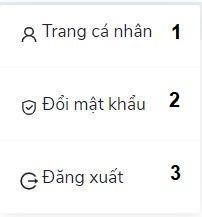 Trang cá nhân 1
Đổi mật khẩu 2
Đăng xuất 3